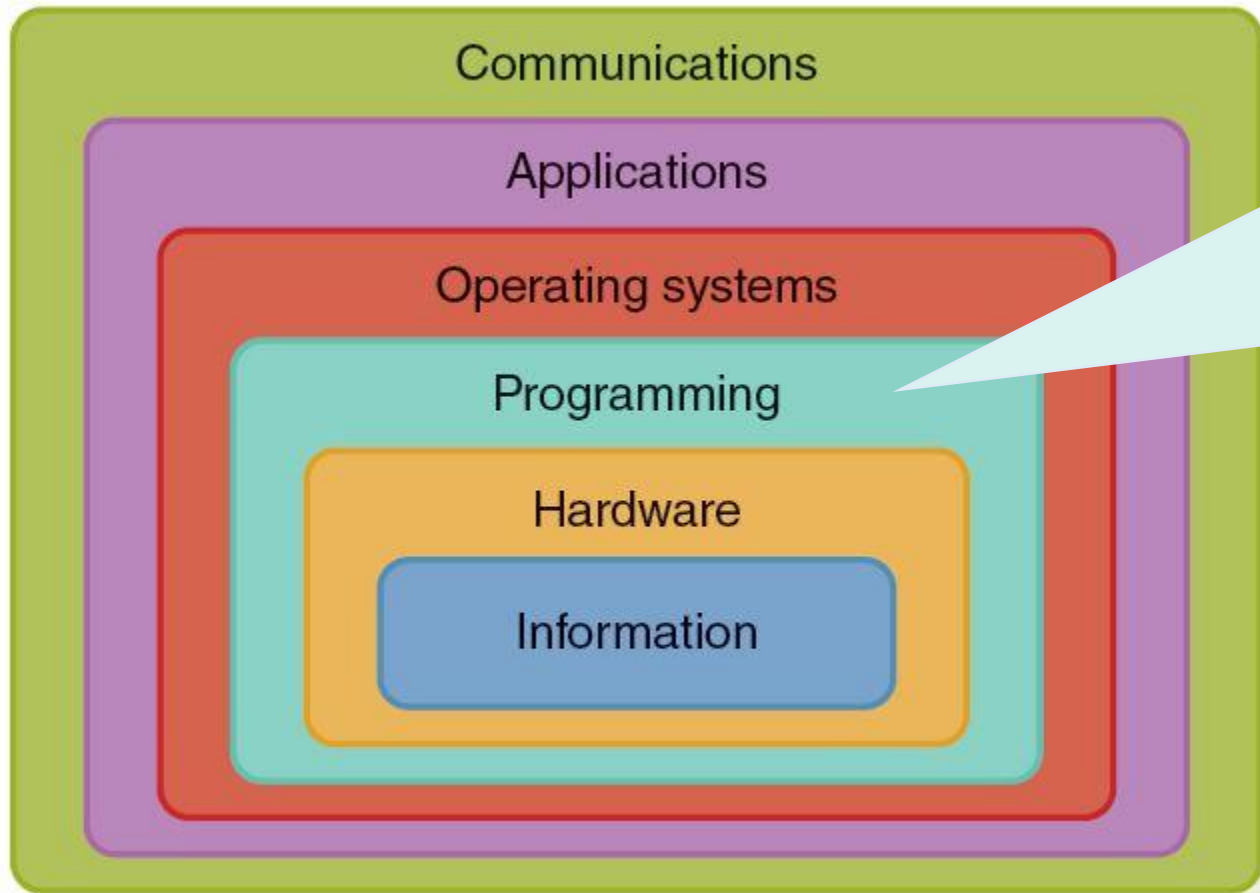 Communications
Applications
Operating systems
Programming
Hardware
Information